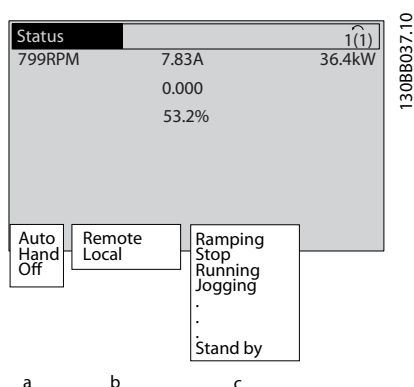 Status 1(1)
799RPM 7.83A 36.4kW
0.000
53.2%
Auto
Hand
Off
Remote
Local
Ramping
Stop
Running
Jogging
.
.
.
Stand by
a b c
130BB037.10